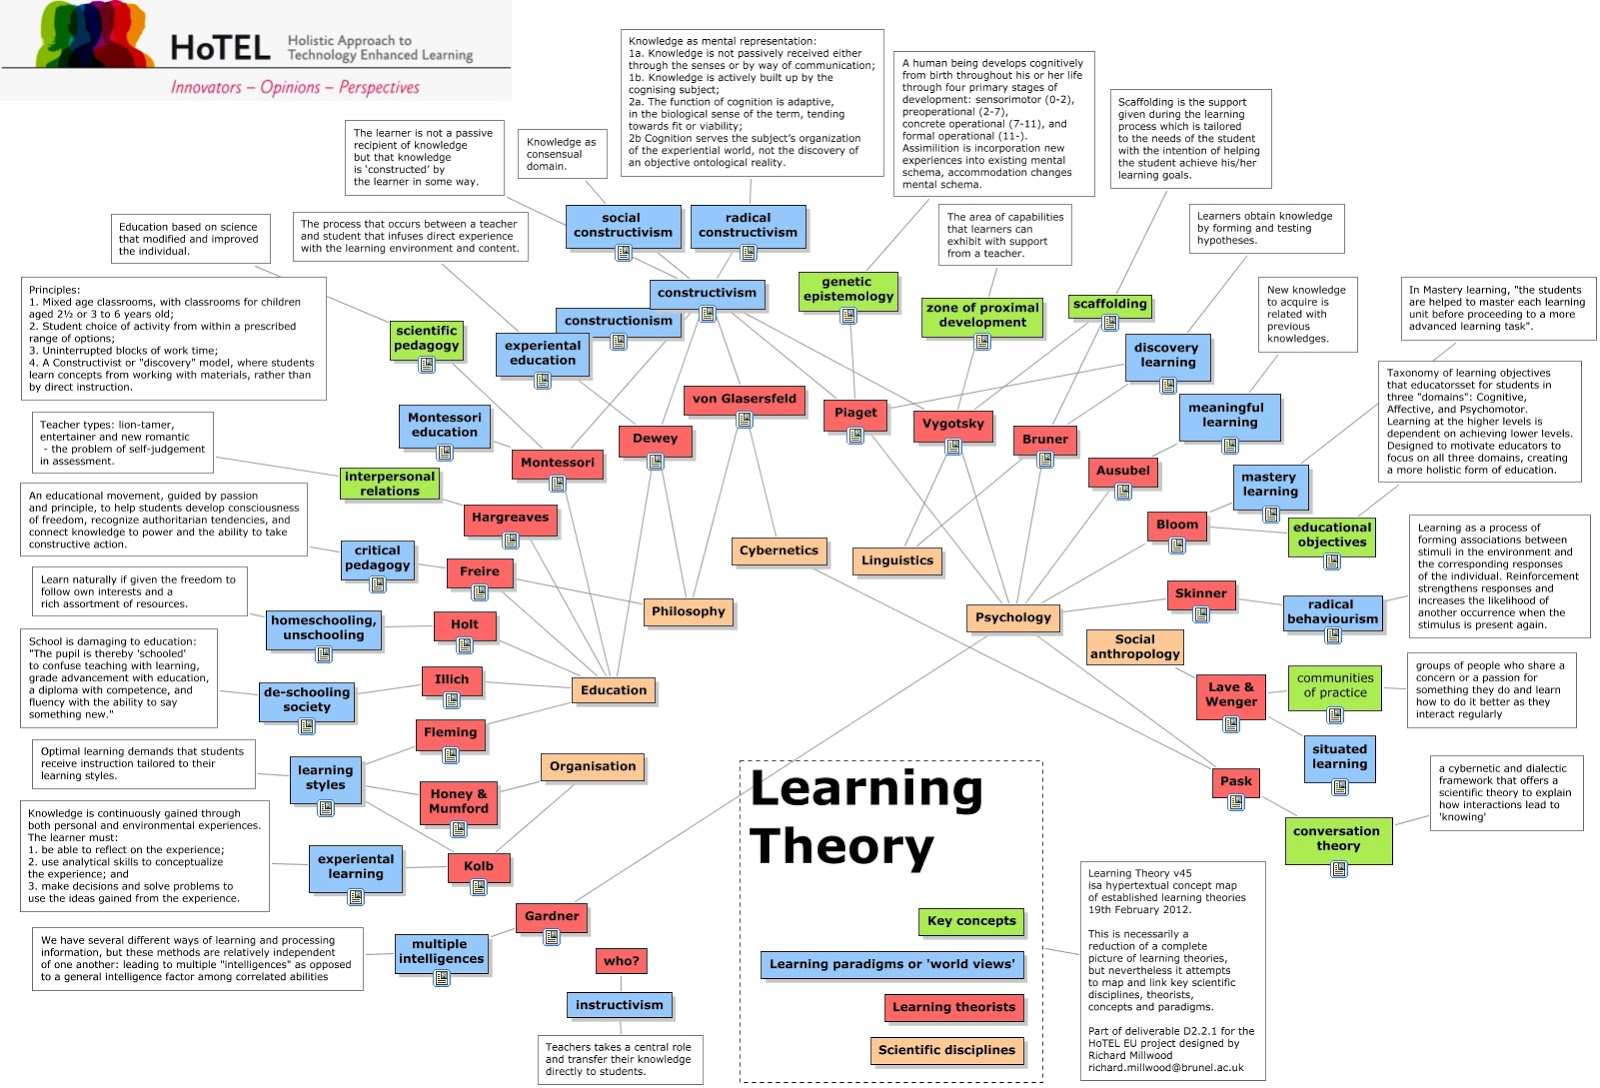 HoTEL
Holistic Approach to
Technology Enhanced Learning
Innovators – Opinions – Perspectives
Knowledge as mental representation:
1a. Knowledge is not passively received either
through the senses or by way of communication;
1b. Knowledge is actively built up by the
cognising subject;
2a. The function of cognition is adaptive,
in the biological sense of the term, tending
towards fit or viability;
2b Cognition serves the subject's organization
of the experiential world, not the discovery of
an objective ontological reality.
A human being develops cognitively
from birth throughout his or her life
through four primary stages of
development: sensorimotor (0-2),
preoperational (2-7),
concrete operational (7-11), and
formal operational (11-).
Assimilition is incorporation new
experiences into existing mental
schema, accommodation changes
mental schema.
Scaffolding is the support
given during the learning
process which is tailored
to the needs of the student
with the intention of helping
the student achieve his/her
learning goals.
The learner is not a passive
recipient of knowledge
but that knowledge
is 'constructed' by
the learner in some way.
Knowledge as
consensual
domain.
Education based on science
that modified and improved
the individual.
The process that occurs between a teacher
and student that infuses direct experience
with the learning environment and content.
social
constructivism
radical
constructivism
The area of capabilities
that learners can
exhibit with support
from a teacher.
Learners obtain knowledge
by forming and testing
hypotheses.
Principles:
1. Mixed age classrooms, with classrooms for children
aged 2½ or 3 to 6 years old;
2. Student choice of activity from within a prescribed
range of options;
3. Uninterrupted blocks of work time;
4. A Constructivist or "discovery" model, where students
learn concepts from working with materials, rather than
by direct instruction.
constructivism
genetic
epistemology
zone of proximal
development
scaffolding
New knowledge
to acquire is
related with
previous
knowledges.
In Mastery learning, "the students
are helped to master each learning
unit before proceeding to a more
advanced learning task".
scientific
pedagogy
constructionism
experiential
education
discovery
learning
Taxonomy of learning objectives
that educatorsset for students in
three "domains": Cognitive,
Affective, and Psychomotor.
Learning at the higher levels is
dependent on achieving lower levels.
Designed to motivate educators to
focus on all three domains, creating
a more holistic form of education.
Teacher types: lion-tamer,
entertainer and new romantic
- the problem of self-judgement
in assessment.
Montessori
education
von Glasersfeld
Piaget
Vygotsky
Bruner
meaningful
learning
Dewey
Montessori
Ausubel
mastery
learning
interpersonal
relations
An educational movement, guided by passion
and principle, to help students develop consciousness
of freedom, recognize authoritarian tendencies, and
connect knowledge to power and the ability to take
constructive action.
Hargreaves
Bloom
educational
objectives
Learning as a process of
forming associations between
stimuli in the environment and
the corresponding responses
of the individual. Reinforcement
strengthens responses and
increases the likelihood of
another occurrence when the
stimulus is present again.
critical
pedagogy
Freire
Cybernetics
Linguistics
Learn naturally if given the freedom to
follow own interests and a
rich assortment of resources.
homeschooling,
unschooling
Holt
Philosophy
Psychology
Skinner
radical
behaviourism
School is damaging to education:
"The pupil is thereby 'schooled'
to confuse teaching with learning,
grade advancement with education,
a diploma with competence, and
fluency with the ability to say
something new."
Social
anthropology
de-schooling
society
Illich
Education
Lave &
Wenger
communities
of practice
groups of people who share a
concern or a passion for
something they do and learn
how to do it better as they
interact regularly
Optimal learning demands that students
receive instruction tailored to their
learning styles.
Fleming
learning
styles
Organisation
Honey &
Mumford
situated
learning
Pask
conversation
theory
a cybernetic and dialectic
framework that offers a
scientific theory to explain
how interactions lead to
'knowing'
Knowledge is continuously gained through
both personal and environmental experiences.
The learner must:
1. be able to reflect on the experience;
2. use analytical skills to conceptualize
the experience; and
3. make decisions and solve problems to
use the ideas gained from the experience.
experiential
learning
Kolb
Gardner
We have several different ways of learning and processing
information, but these methods are relatively independent
of one another: leading to multiple "intelligences" as opposed
to a general intelligence factor among correlated abilities
multiple
intelligences
who?
instructivism
Teachers takes a central role
and transfer their knowledge
directly to students.
Learning
Theory
Key concepts
Learning paradigms or 'world views'
Learning theorists
Scientific disciplines
Learning Theory v45
isa hypertextual concept map
of established learning theories
19th February 2012.
This is necessarily a
reduction of a complete
picture of learning theories,
but nevertheless it attempts
to map and link key scientific
disciplines, theorists,
concepts and paradigms.
Part of deliverable D2.2.1 for the
HoTEL EU project designed by
Richard Millwood
richard.millwood@brunel.ac.uk